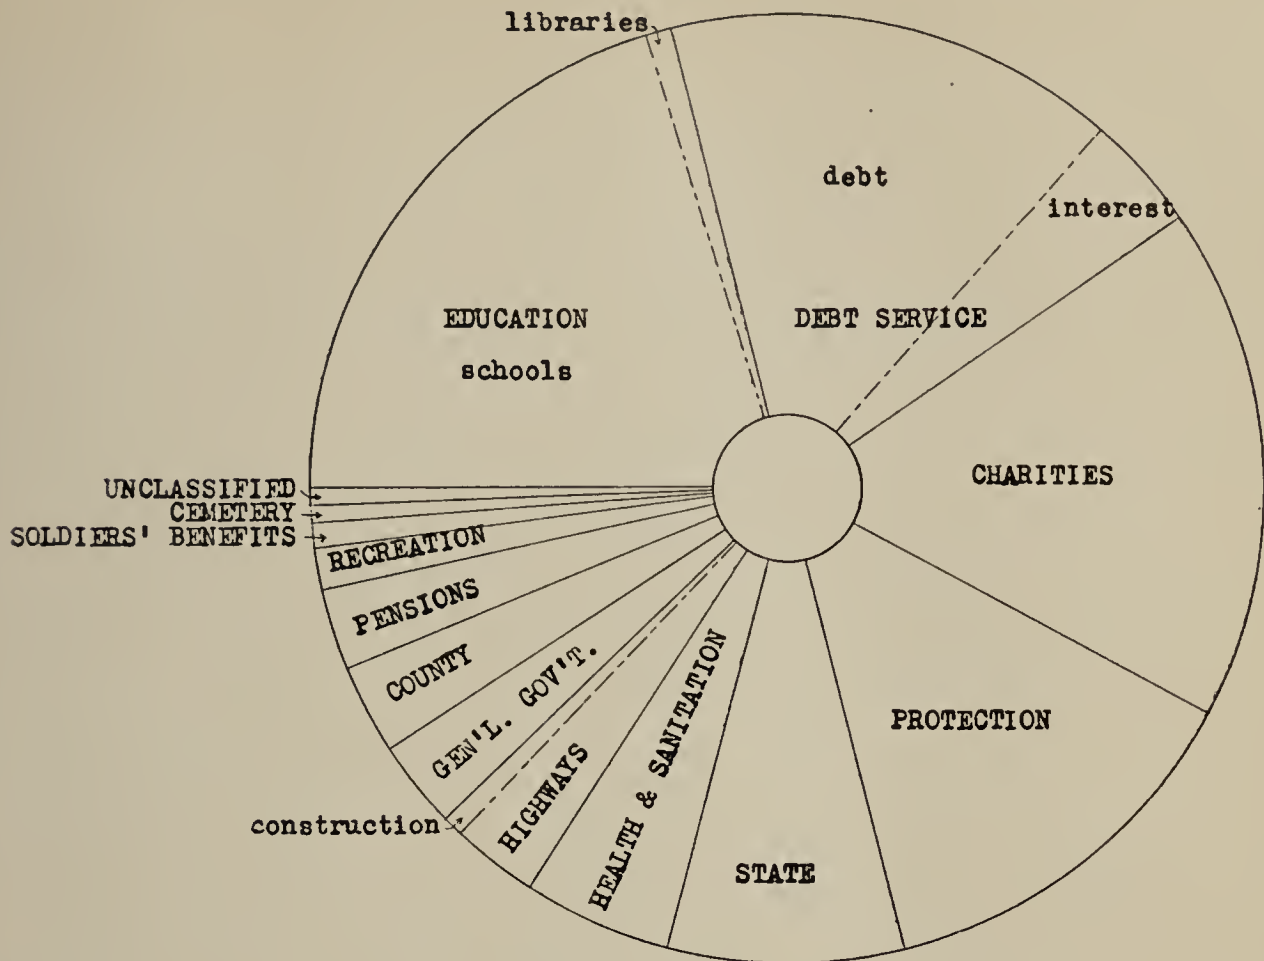 libraries
debt
interest
EDUCATION
schools
DEBT SERVICE
CHARITIES
UNCLASSIFIED
CEMETERY
SOLDIERS' BENEFITS
RECREATION
PENSIONS
COUNTY
GEN'L. GOV'T.
construction
HIGHWAYS
HEALTH & SANITATION
STATE
PROTECTION